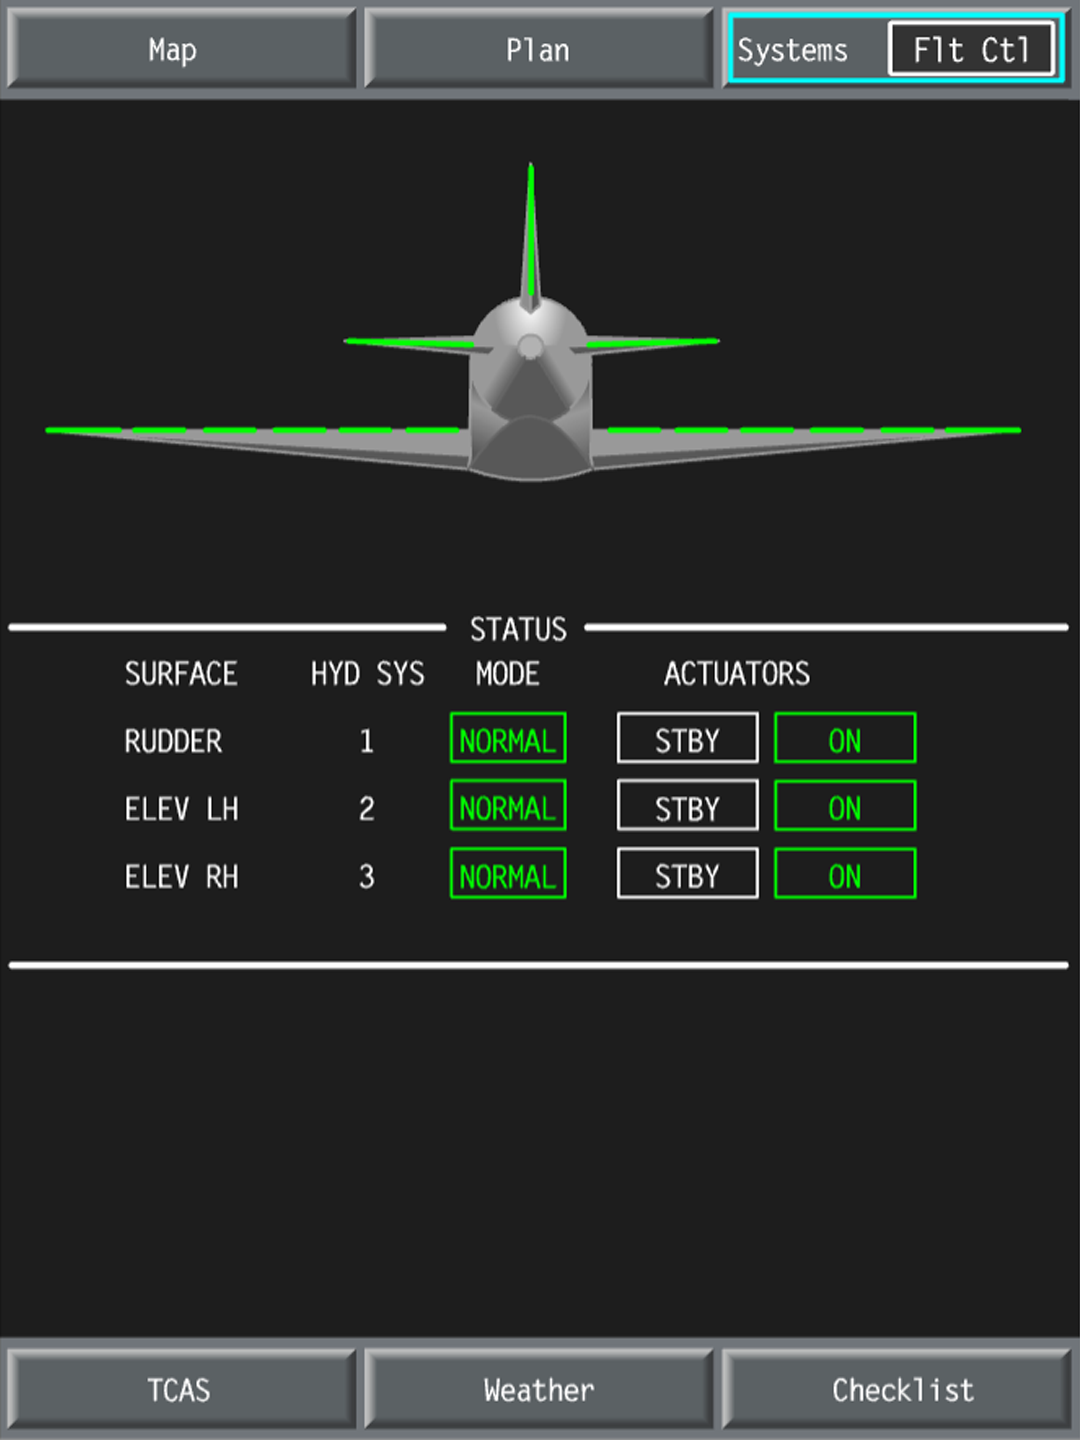 Map Plan Systems Flt Ctl
STATUS
SURFACE HYD SYS MODE ACTUATORS
RUDDER 1 NORMAL STBY ON
ELEV LH 2 NORMAL STBY ON
ELEV RH 3 NORMAL STBY ON
TCAS Weather Checklist